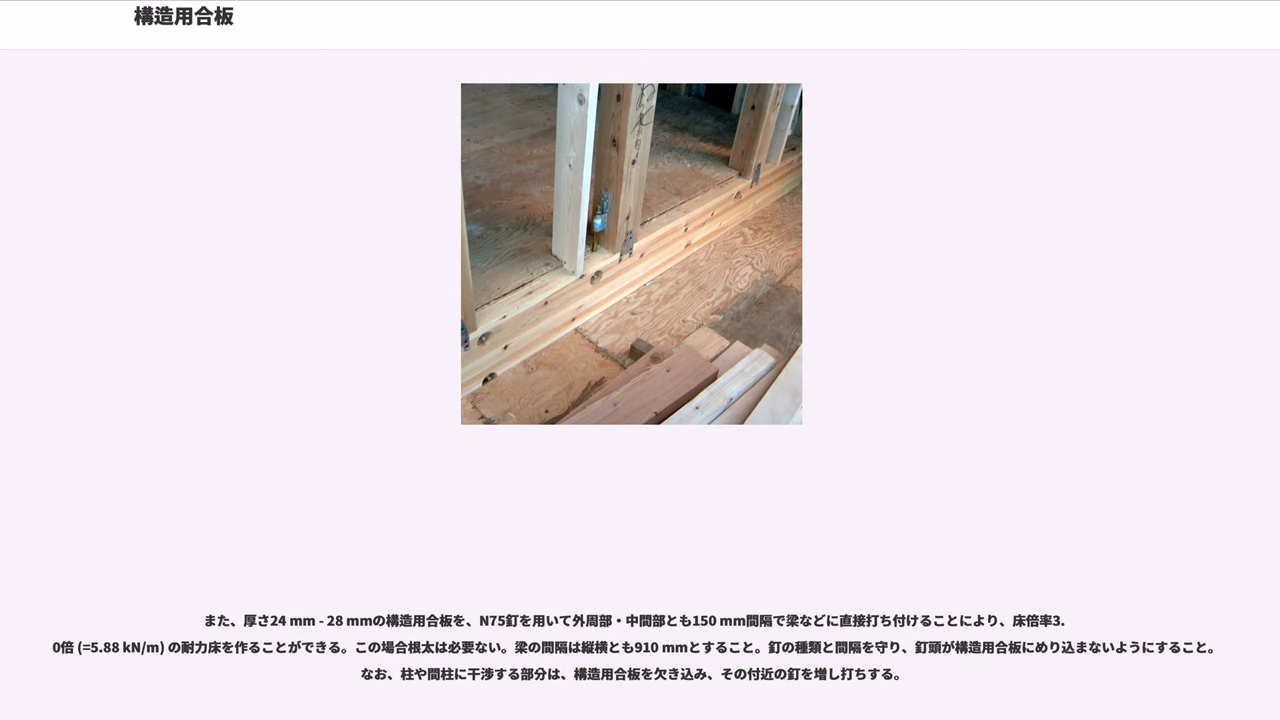 構造用合板
また、厚さ24 mm - 28 mmの構造用合板を、N75釘を用いて外周部・中間部とも150 mm間隔で梁などに直接打ち付けることにより、床倍率3.
0倍 (=5.88 kN/m) の耐力床を作ることができる。この場合根太は必要ない。梁の間隔は縦横とも910 mmとすること。釘の種類と間隔を守り、釘頭が構造用合板にめり込まないようにすること。
なお、柱や間柱に干渉する部分は、構造用合板を欠き込み、その付近の釘を増し打ちする。